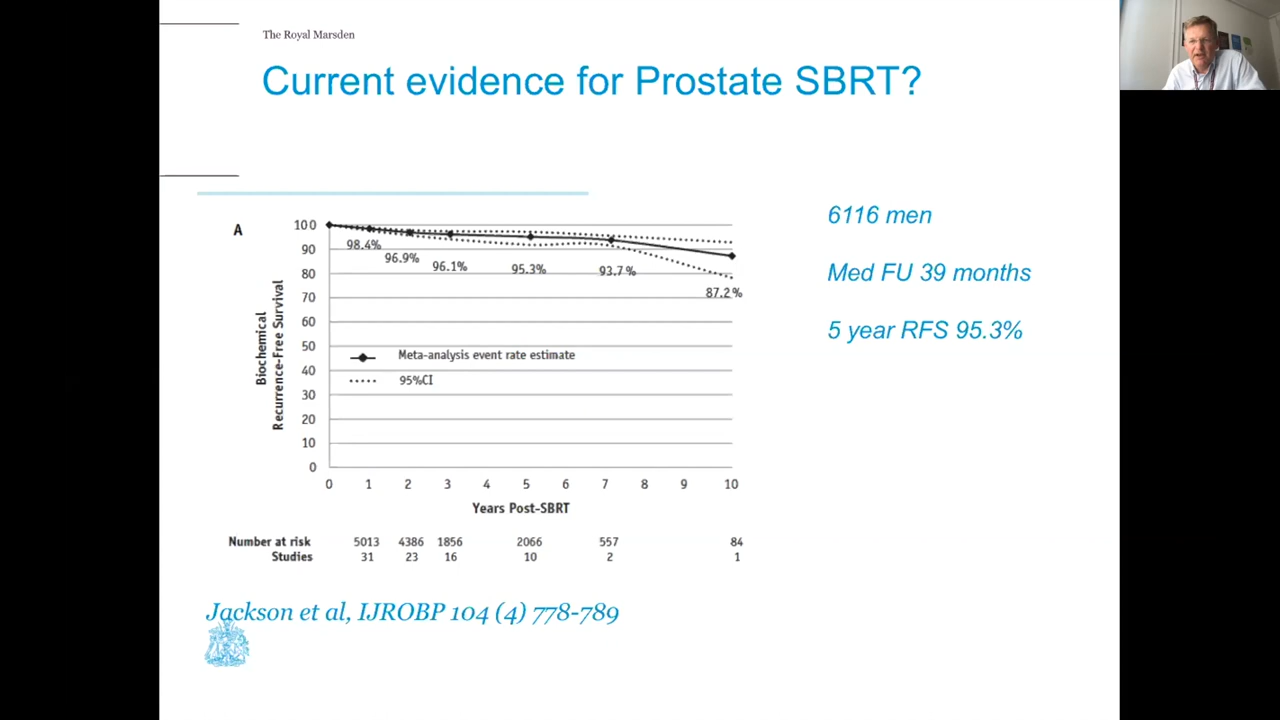 The Royal Marsden
Current evidence for Prostate SBRT?
A
100
90
80
70
60
50
40
30
20
10
0
Biochemical
Recurrence-Free Survival
98.4%
96.9%
96.1%
95.3%
93.7%
87.2%
Meta-analysis event rate estimate
95%CI
0 1 2 3 4 5 6 7 8 9 10
Years Post-SBRT
Number at risk 5013 4386 1856 2066 557 84
Studies 31 23 16 10 2 1
6116 men
Med FU 39 months
5 year RFS 95.3%
Jackson et al, IJROBP 104 (4) 778-789